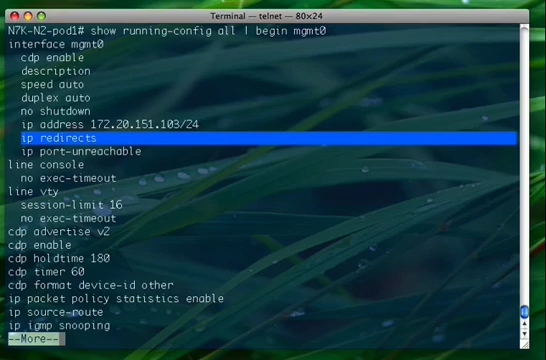 Terminal — telnet — 80×24
N7K-N2-pod1# show running-config all | begin mgmt0
interface mgmt0
  cdp enable
  description
  speed auto
  duplex auto
  no shutdown
  ip address 172.20.151.103/24
  ip redirects
  ip port-unreachable
line console
  no exec-timeout
line vty
  session-limit 16
  no exec-timeout
cdp advertise v2
cdp enable
cdp holdtime 180
cdp timer 60
cdp format device-id other
ip packet policy statistics enable
ip source-route
ip igmp snooping
--More--